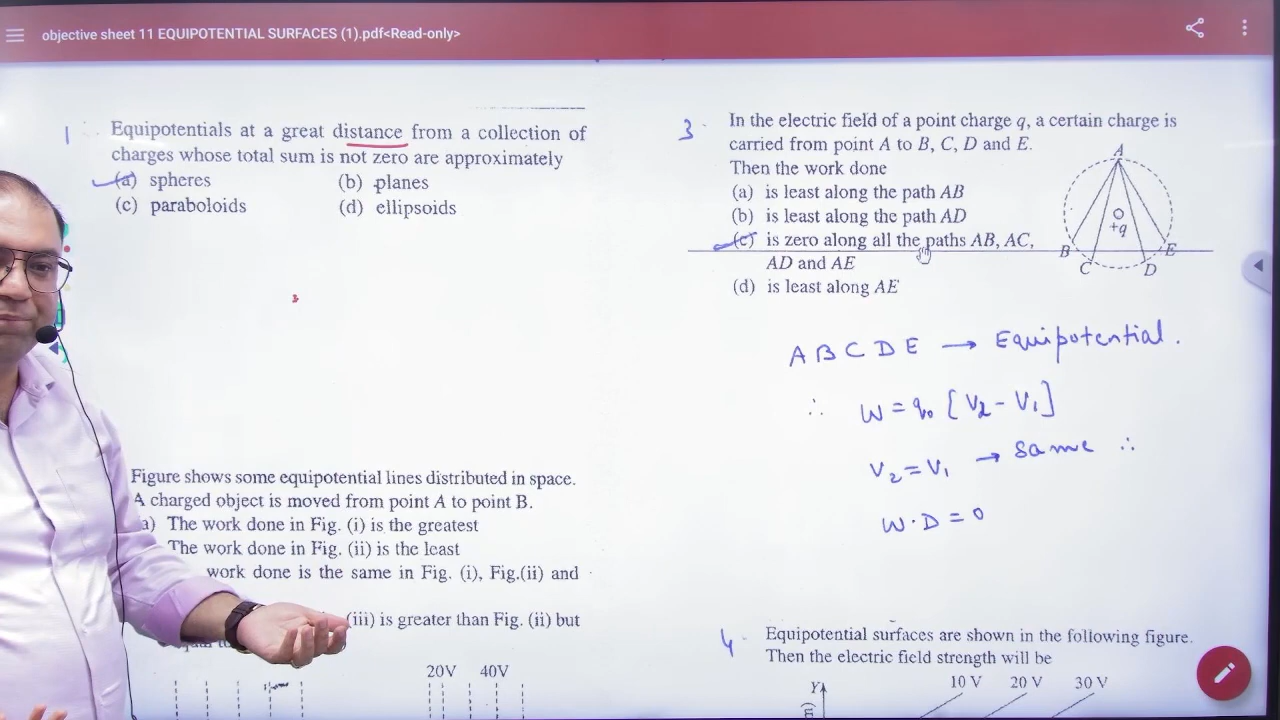 objective sheet 11 EQUIPOTENTIAL SURFACES (1).pdf<Read-only>
1
Equipotentials at a great distance from a collection of
charges whose total sum is not zero are approximately
(a) spheres (b) planes
(c) paraboloids (d) ellipsoids
Figure shows some equipotential lines distributed in space.
A charged object is moved from point A to point B.
a) The work done in Fig. (i) is the greatest
The work done in Fig. (ii) is the least
work done is the same in Fig. (i), Fig.(ii) and
(iii) is greater than Fig. (ii) but
20V 40V
3.
In the electric field of a point charge q, a certain charge is
carried from point A to B, C, D and E.
Then the work done
(a) is least along the path AB
(b) is least along the path AD
(c) is zero along all the paths AB, AC,
AD and AE
(d) is least along AE
A
+q
B
E
C
D
A B C D E → Equipotential.
∴ W = q₀ [V₂ - V₁]
V₂ = V₁ → Same ∴
W·D = 0
4
Equipotential surfaces are shown in the following figure.
Then the electric field strength will be
10 V 20 V 30 V
Y